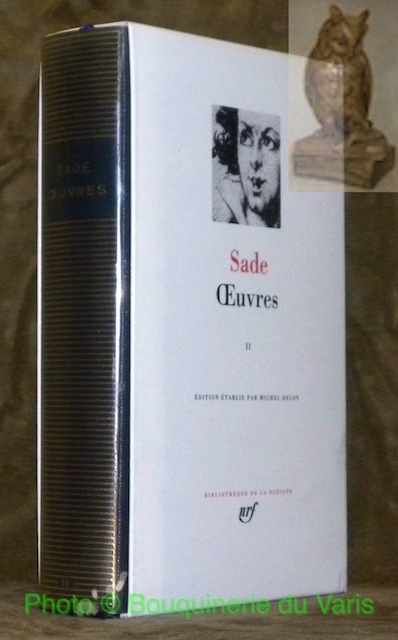 SADE
ŒUVRES
II
Sade
Œuvres
II
ÉDITION ÉTABLIE PAR MICHEL DELON
BIBLIOTHÈQUE DE LA PLÉIADE
nrf
Photo © Bouquinerie du Varis